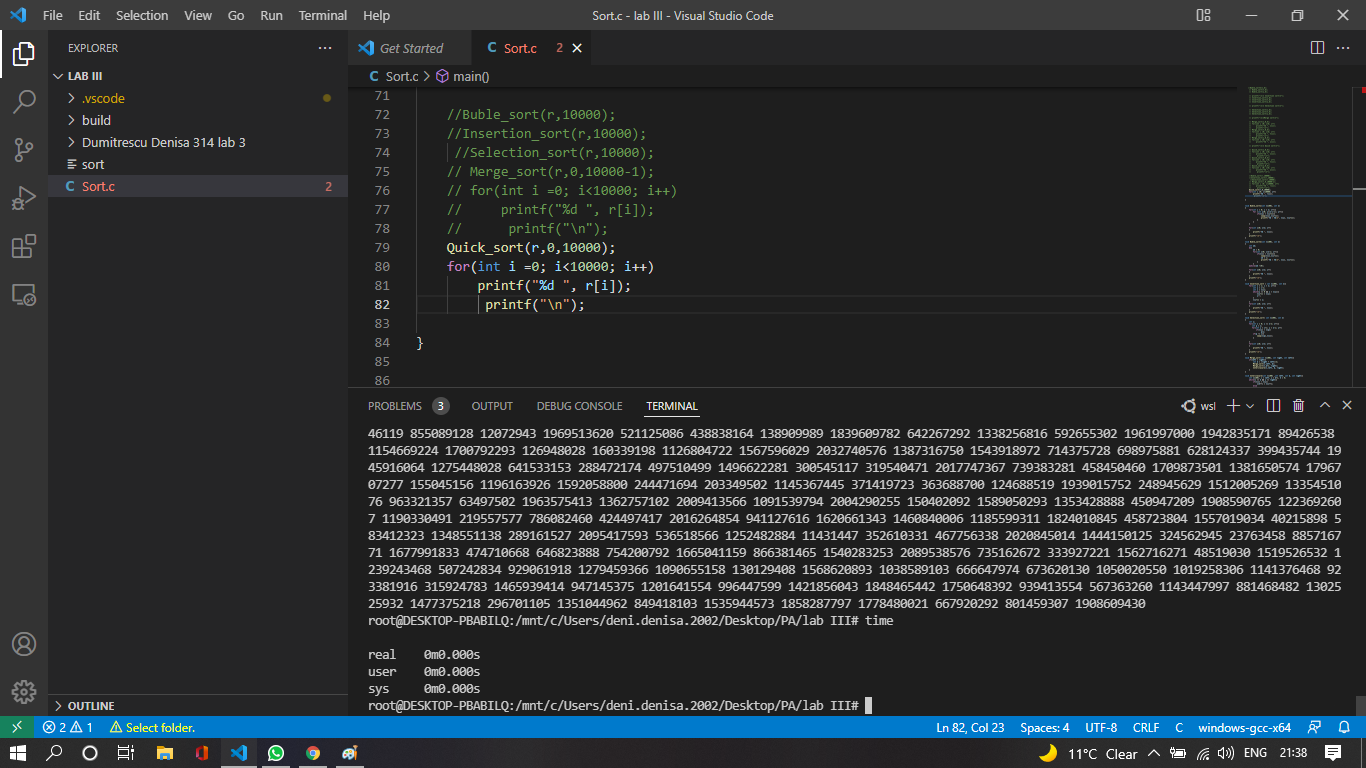 File Edit Selection View Go Run Terminal Help
Sort.c - lab III - Visual Studio Code
EXPLORER
LAB III
.vscode
build
Dumitrescu Denisa 314 lab 3
sort
C Sort.c 2
OUTLINE
Get Started
C Sort.c 2
C Sort.c > main()
71
72 //Buble_sort(r,10000);
73 //Insertion_sort(r,10000);
74 //Selection_sort(r,10000);
75 // Merge_sort(r,0,10000-1);
76 // for(int i =0; i<10000; i++)
77 // printf("%d ", r[i]);
78 // printf("\n");
79 Quick_sort(r,0,10000);
80 for(int i =0; i<10000; i++)
81 printf("%d ", r[i]);
82 printf("\n");
83
84 }
85
86
PROBLEMS 3 OUTPUT DEBUG CONSOLE TERMINAL
wsl
46119 855089128 12072943 1969513620 521125086 438838164 138909989 1839609782 642267292 1338256816 592655302 1961997000 1942835171 89426538
1154669224 1700792293 126948028 160339198 1126804722 1567596029 2032740576 1387316750 1543918972 714375728 698975881 628124337 399435744 19
45916064 1275448028 641533153 288472174 497510499 1496622281 300545117 319540471 2017747367 739383281 458450460 1709873501 1381650574 17967
07277 155045156 1196163926 1592058800 244471694 203349502 1145367445 371419723 363688700 124688519 1939015752 248945629 1512005269 13354510
76 963321357 63497502 1963575413 1362757102 2009413566 1091539794 2004290255 150402092 1589050293 1353428888 450947209 1908590765 122369260
7 1190330491 219557577 786082460 424497417 2016264854 941127616 1620661343 1460840006 1185599311 1824010845 458723804 1557019034 40215898 5
83412323 1348551138 289161527 2095417593 536518566 1252482884 11431447 352610331 467756338 2020845014 1444150125 324562945 23763458 8857167
71 1677991833 474710668 646823888 754200792 1665041159 866381465 1540283253 2089538576 735162672 333927221 1562716271 48519030 1519526532 1
239243468 507242834 929061918 1279459366 1090655158 130129408 1568620893 1038589103 666647974 673620130 1050020550 1019258306 1141376468 92
3381916 315924783 1465939414 947145375 1201641554 996447599 1421856043 1848465442 1750648392 939413554 567363260 1143447997 881468482 13025
25932 1477375218 296701105 1351044962 849418103 1535944573 1858287797 1778480021 667920292 801459307 1908609430
root@DESKTOP-PBABILQ:/mnt/c/Users/deni.denisa.2002/Desktop/PA/lab III# time
real 0m0.000s
user 0m0.000s
sys 0m0.000s
root@DESKTOP-PBABILQ:/mnt/c/Users/deni.denisa.2002/Desktop/PA/lab III#
2 1 Select folder.
Ln 82, Col 23 Spaces: 4 UTF-8 CRLF C windows-gcc-x64
11°C Clear ENG 21:38